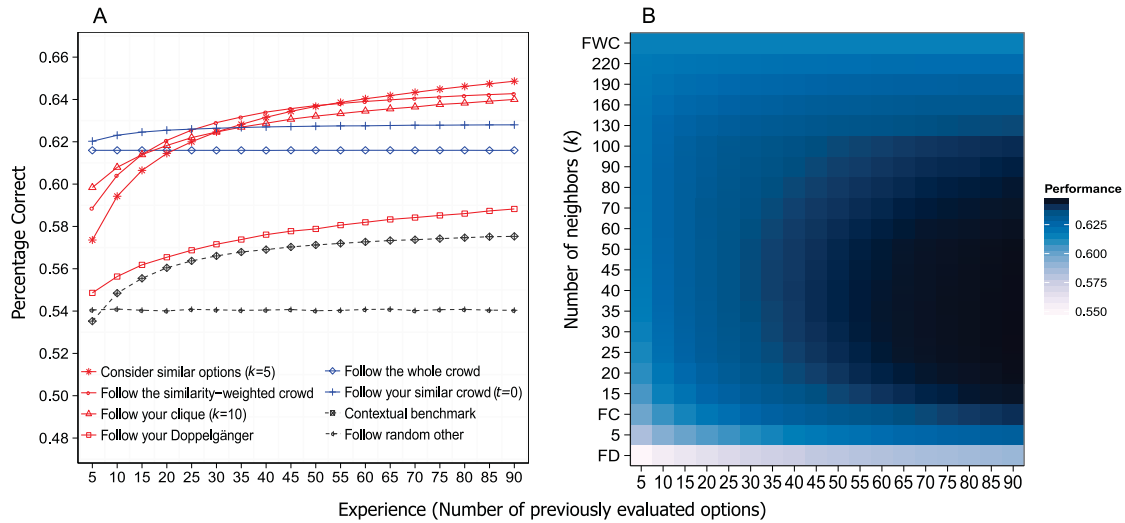 A
Percentage Correct
0.66
0.64
0.62
0.60
0.58
0.56
0.54
0.52
0.50
0.48
Consider similar options (k=5)
Follow the similarity−weighted crowd
Follow your clique (k=10)
Follow your Doppelgänger
Follow the whole crowd
Follow your similar crowd (t=0)
Contextual benchmark
Follow random other
5 10 15 20 25 30 35 40 45 50 55 60 65 70 75 80 85 90
B
Number of neighbors (k)
FWC
220
190
160
130
100
90
80
70
60
50
45
40
35
30
25
20
15
FC
5
FD
5 10 15 20 25 30 35 40 45 50 55 60 65 70 75 80 85 90
Performance
0.625
0.600
0.575
0.550
Experience (Number of previously evaluated options)